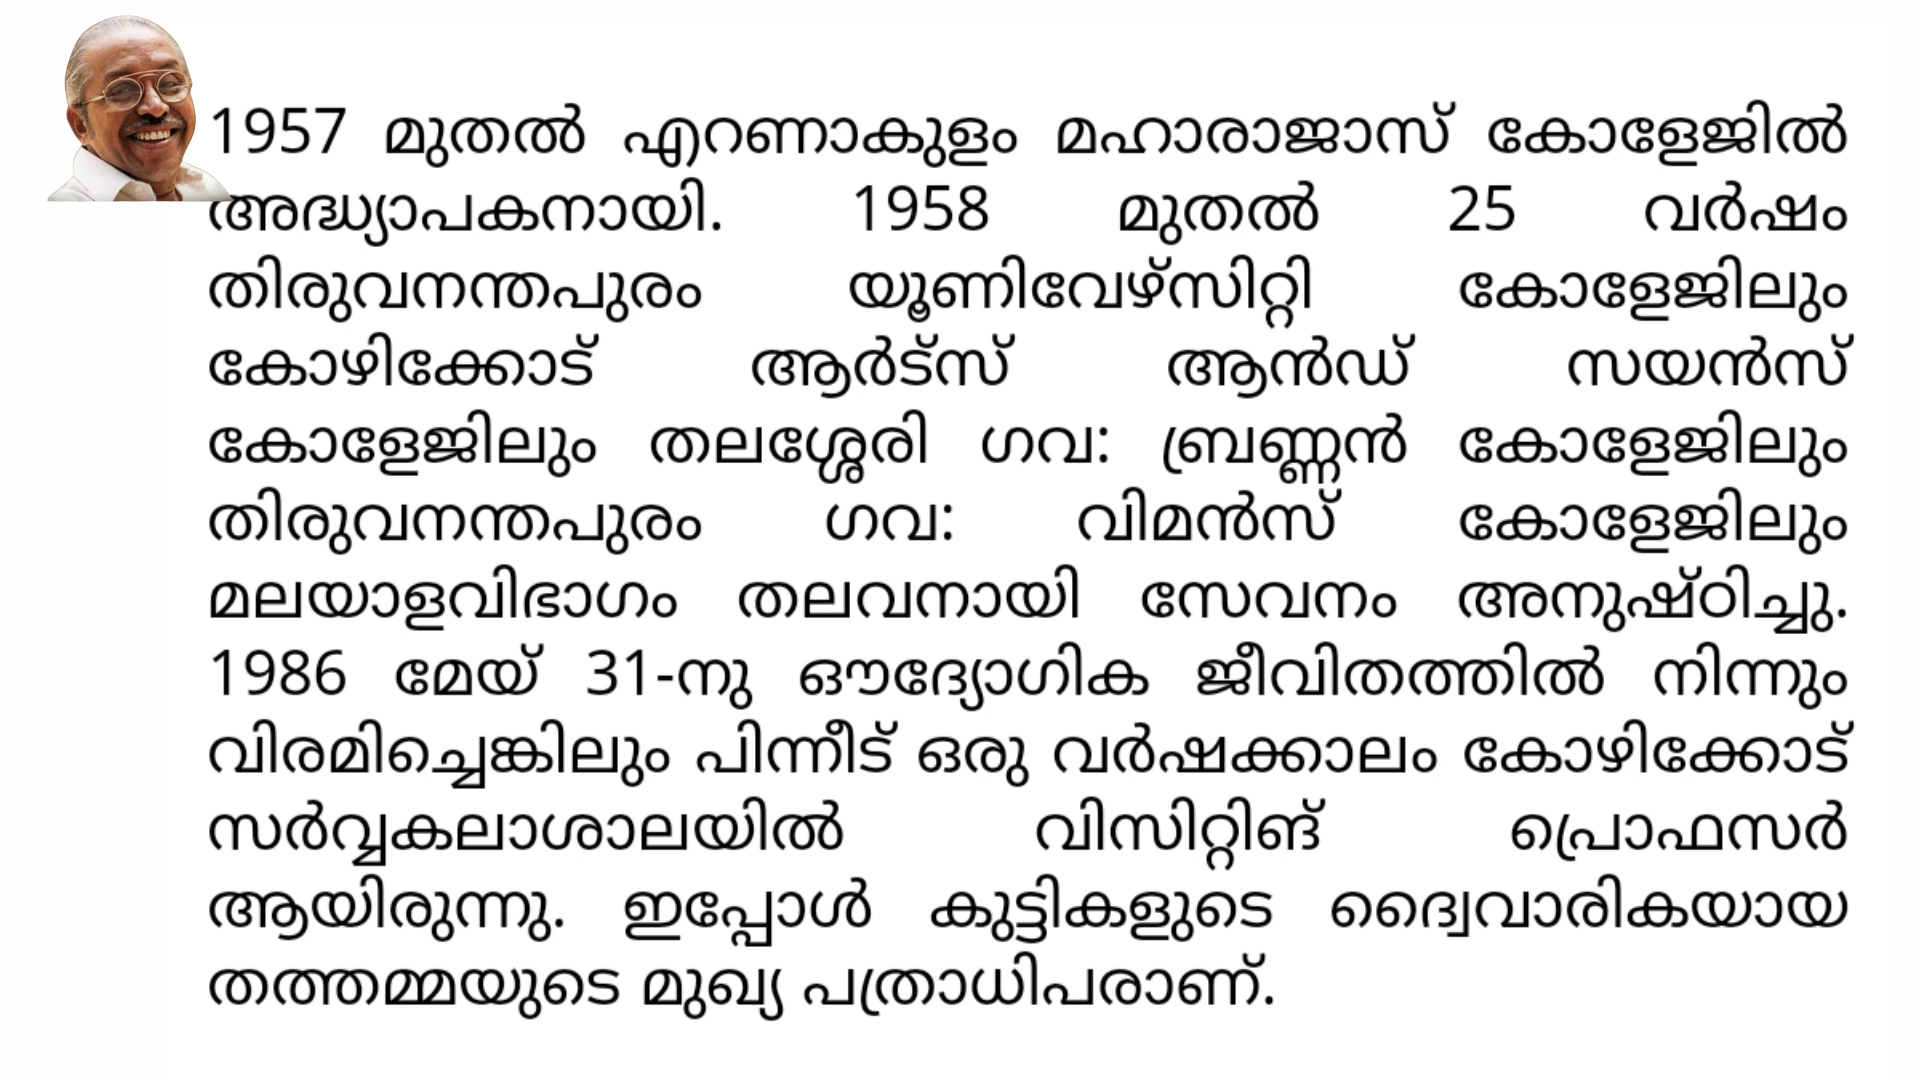 1957 മുതൽ എറണാകുളം മഹാരാജാസ് കോളേജിൽ
അദ്ധ്യാപകനായി. 1958 മുതൽ 25 വർഷം
തിരുവനന്തപുരം യൂണിവേഴ്സിറ്റി കോളേജിലും
കോഴിക്കോട് ആർട്സ് ആൻഡ് സയൻസ്
കോളേജിലും തലശ്ശേരി ഗവ: ബ്രണ്ണൻ കോളേജിലും
തിരുവനന്തപുരം ഗവ: വിമൻസ് കോളേജിലും
മലയാളവിഭാഗം തലവനായി സേവനം അനുഷ്ഠിച്ചു.
1986 മേയ് 31-നു ഔദ്യോഗിക ജീവിതത്തിൽ നിന്നും
വിരമിച്ചെങ്കിലും പിന്നീട് ഒരു വർഷക്കാലം കോഴിക്കോട്
സർവ്വകലാശാലയിൽ വിസിറ്റിങ് പ്രൊഫസർ
ആയിരുന്നു. ഇപ്പോൾ കുട്ടികളുടെ ദ്വൈവാരികയായ
തത്തമ്മയുടെ മുഖ്യ പത്രാധിപരാണ്.